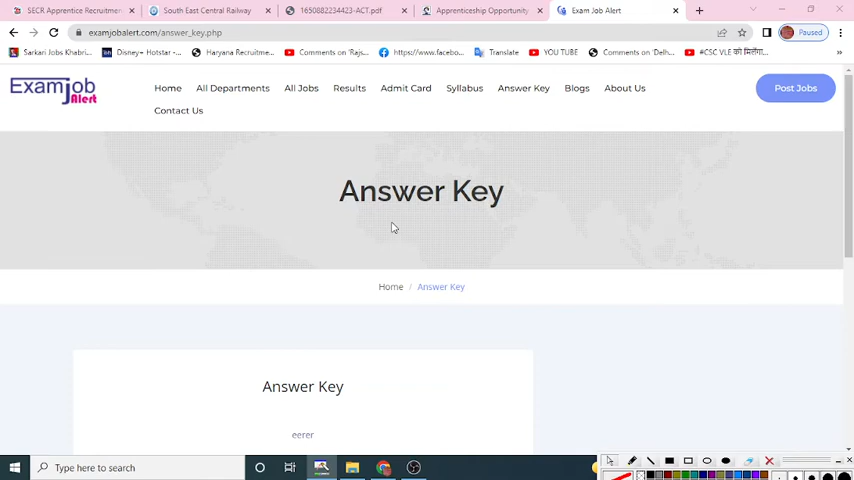 SECR Apprentice Recruitmen
South East Central Railway
1650882234423-ACT.pdf
Apprenticeship Opportunity
Exam Job Alert
examjobalert.com/answer_key.php
Paused
Sarkari Jobs Khabri...
Disney+ Hotstar -...
Haryana Recruitme...
Comments on 'Rajs...
https://www.facebo...
Translate
YOU TUBE
Comments on 'Delh...
#CSC VLE को मिलेगा...
Examjob
Alert
Home
All Departments
All Jobs
Results
Admit Card
Syllabus
Answer Key
Blogs
About Us
Post Jobs
Contact Us
Answer Key
Home / Answer Key
Answer Key
eerer
Type here to search